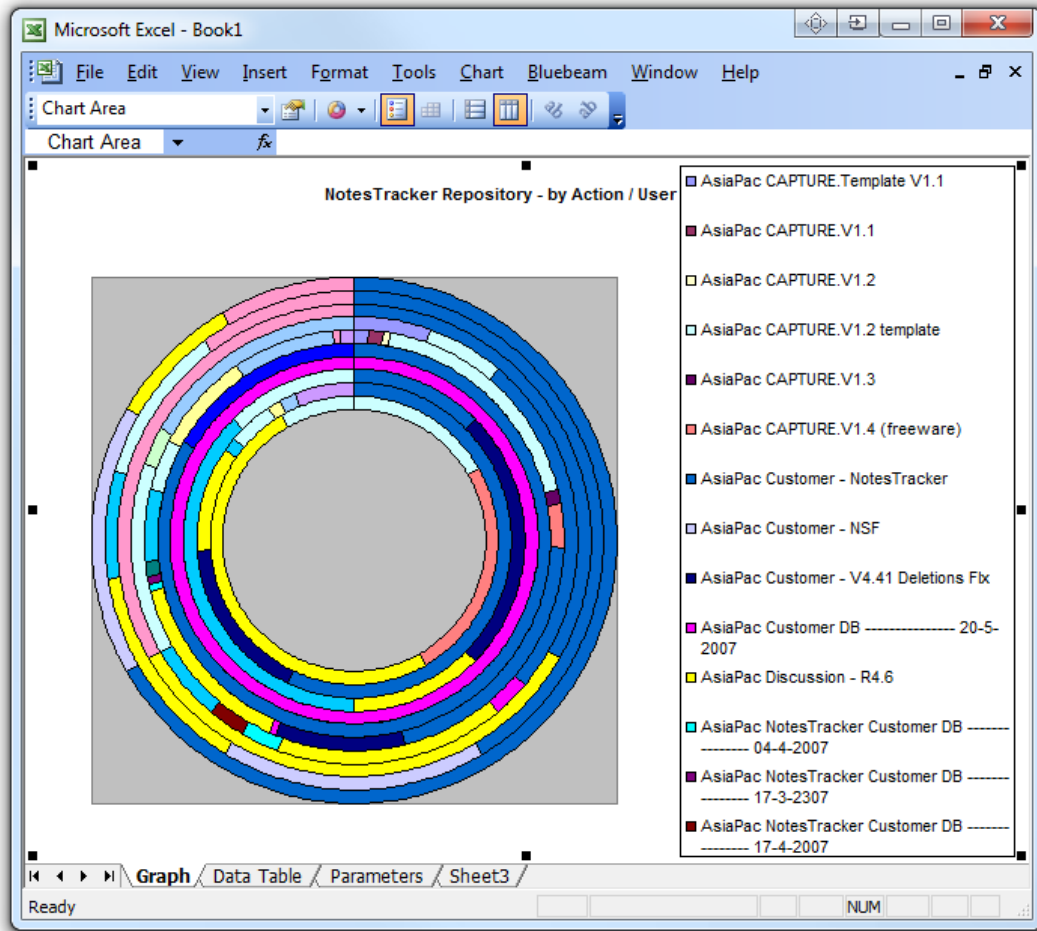 Microsoft Excel - Book1
File Edit View Insert Format Tools Chart Bluebeam Window Help
Chart Area
Chart Area fx
NotesTracker Repository - by Action / User
AsiaPac CAPTURE.Template V1.1
AsiaPac CAPTURE.V1.1
AsiaPac CAPTURE.V1.2
AsiaPac CAPTURE.V1.2 template
AsiaPac CAPTURE.V1.3
AsiaPac CAPTURE.V1.4 (freeware)
AsiaPac Customer - NotesTracker
AsiaPac Customer - NSF
AsiaPac Customer - V4.41 Deletions FIx
AsiaPac Customer DB ---------------- 20-5-
2007
AsiaPac Discussion - R4.6
AsiaPac NotesTracker Customer DB -------
--------- 04-4-2007
AsiaPac NotesTracker Customer DB -------
--------- 17-3-2307
AsiaPac NotesTracker Customer DB -------
--------- 17-4-2007
Graph Data Table Parameters Sheet3
Ready NUM